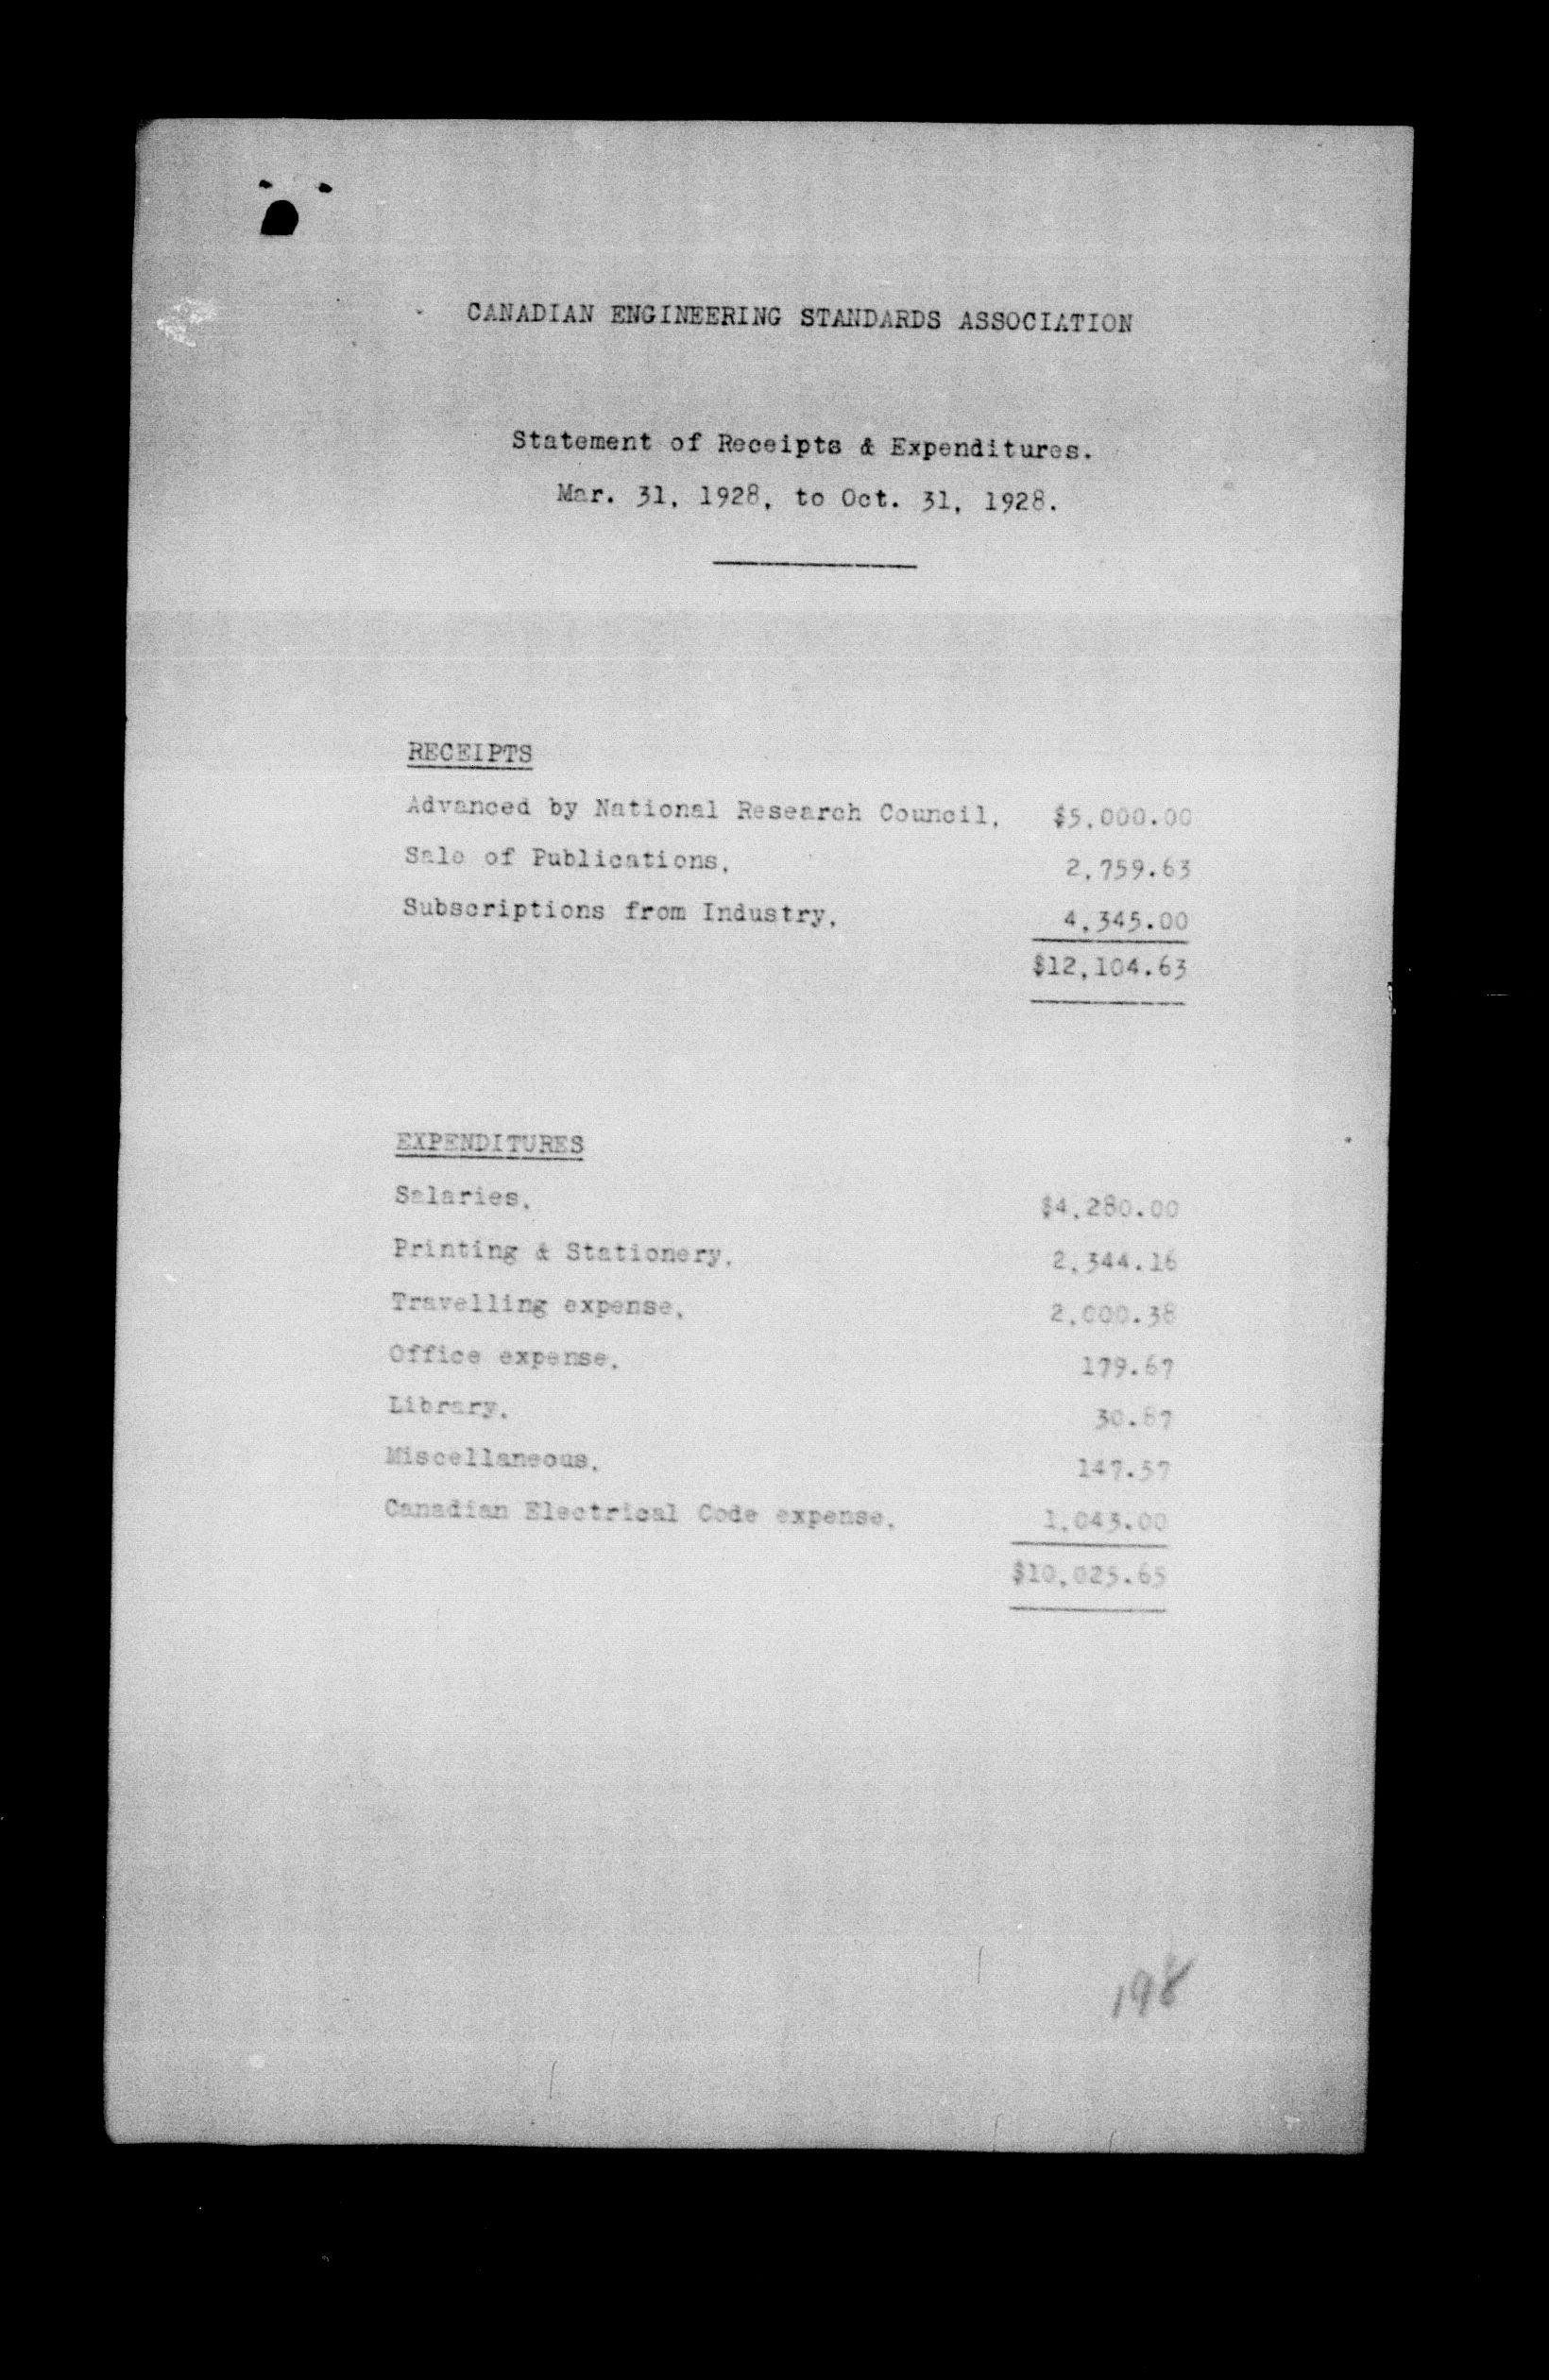 CANADIAN ENGINEERING STANDARDS ASSOCIATION
Statement of Receipts & Expenditures.
Mar. 31, 1928, to Oct. 31, 1928.
RECEIPTS
Advanced by National Research Council, $5,000.00
Sale of Publications, 2,759.63
Subscriptions from Industry, 4,345.00
$12,104.63
EXPENDITURES
Salaries, $4,280.00
Printing & Stationery, 2,344.16
Travelling expense, 2,000.38
Office expense, 179.67
Library, 30.87
Miscellaneous, 147.57
Canadian Electrical Code expense, 1,043.00
$10,025.65
198